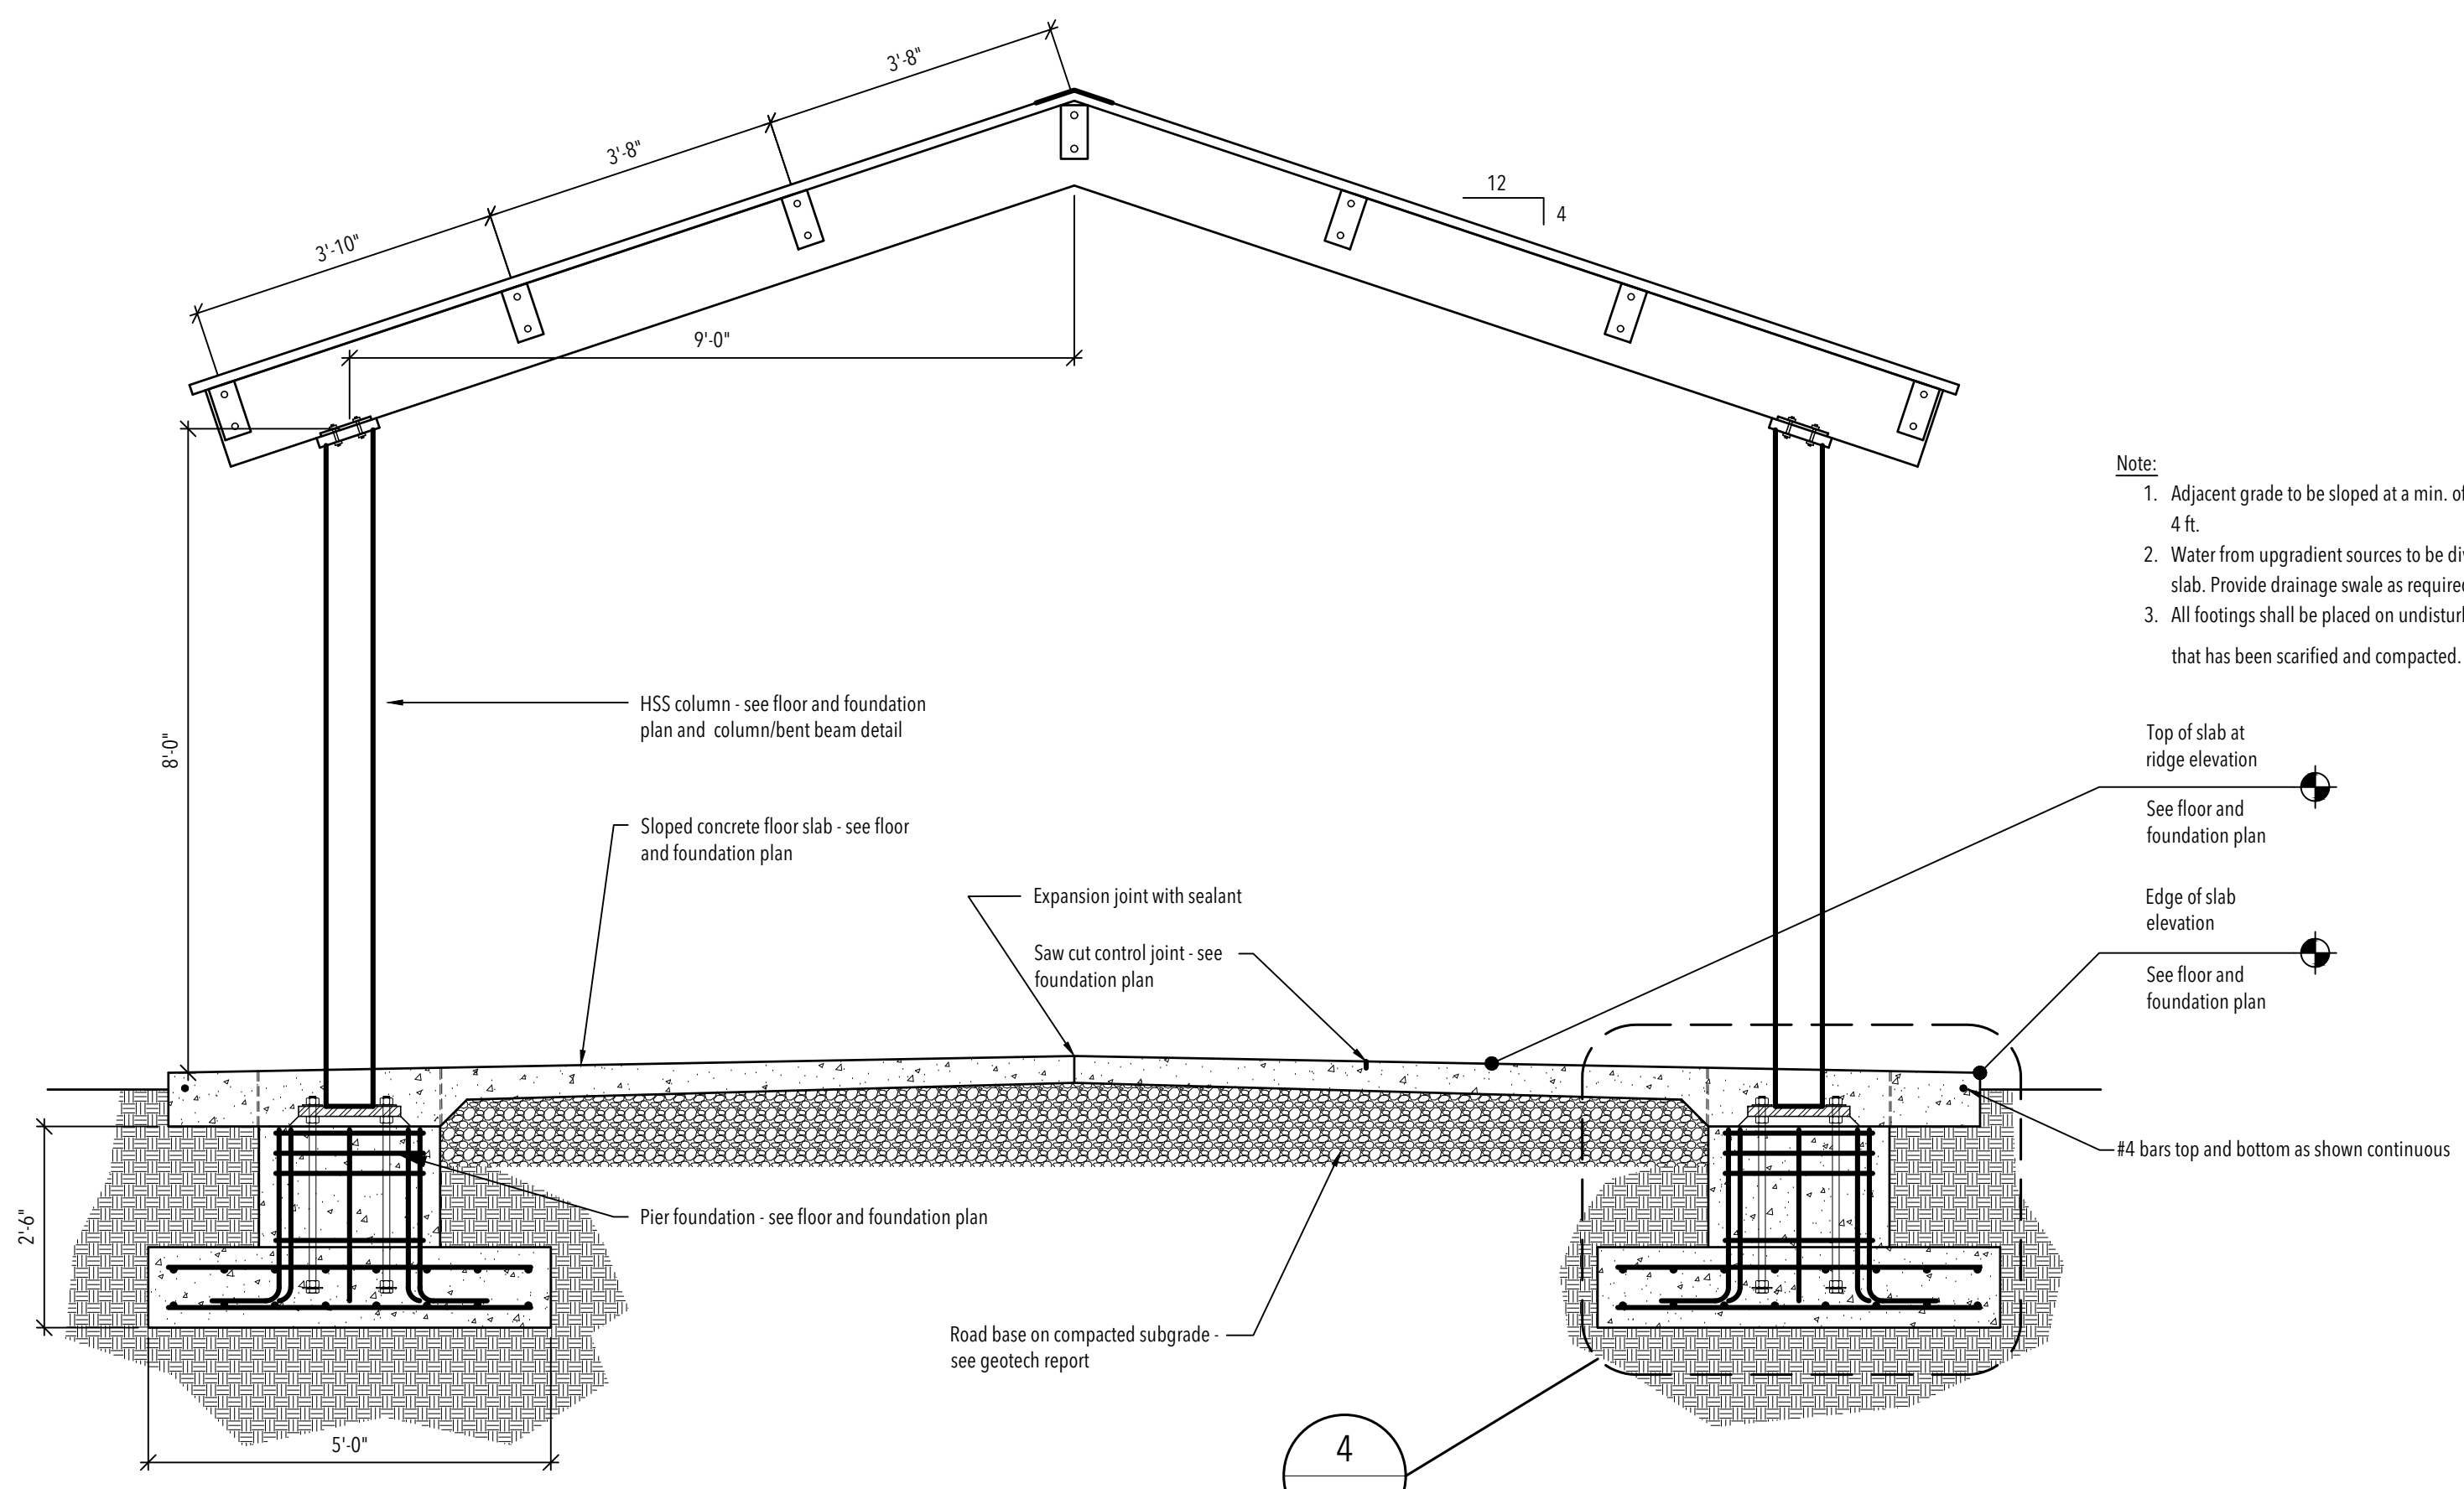 3'-8"
3'-8"
3'-10"
12
4
9'-0"
8'-0"
Note:
1. Adjacent grade to be sloped at a min. of
4 ft.
2. Water from upgradient sources to be
slab. Provide drainage swale as required
3. All footings shall be placed on
that has been scarified and compacted.
HSS column - see floor and foundation
plan and column/bent beam detail
Top of slab at
ridge elevation
See floor and
foundation plan
Sloped concrete floor slab - see floor
and foundation plan
Expansion joint with sealant
Saw cut control joint - see
foundation plan
Edge of slab
elevation
See floor and
foundation plan
#4 bars top and bottom as shown continuous
2'-6"
Pier foundation - see floor and foundation plan
Road base on compacted subgrade -
see geotech report
5'-0"
4